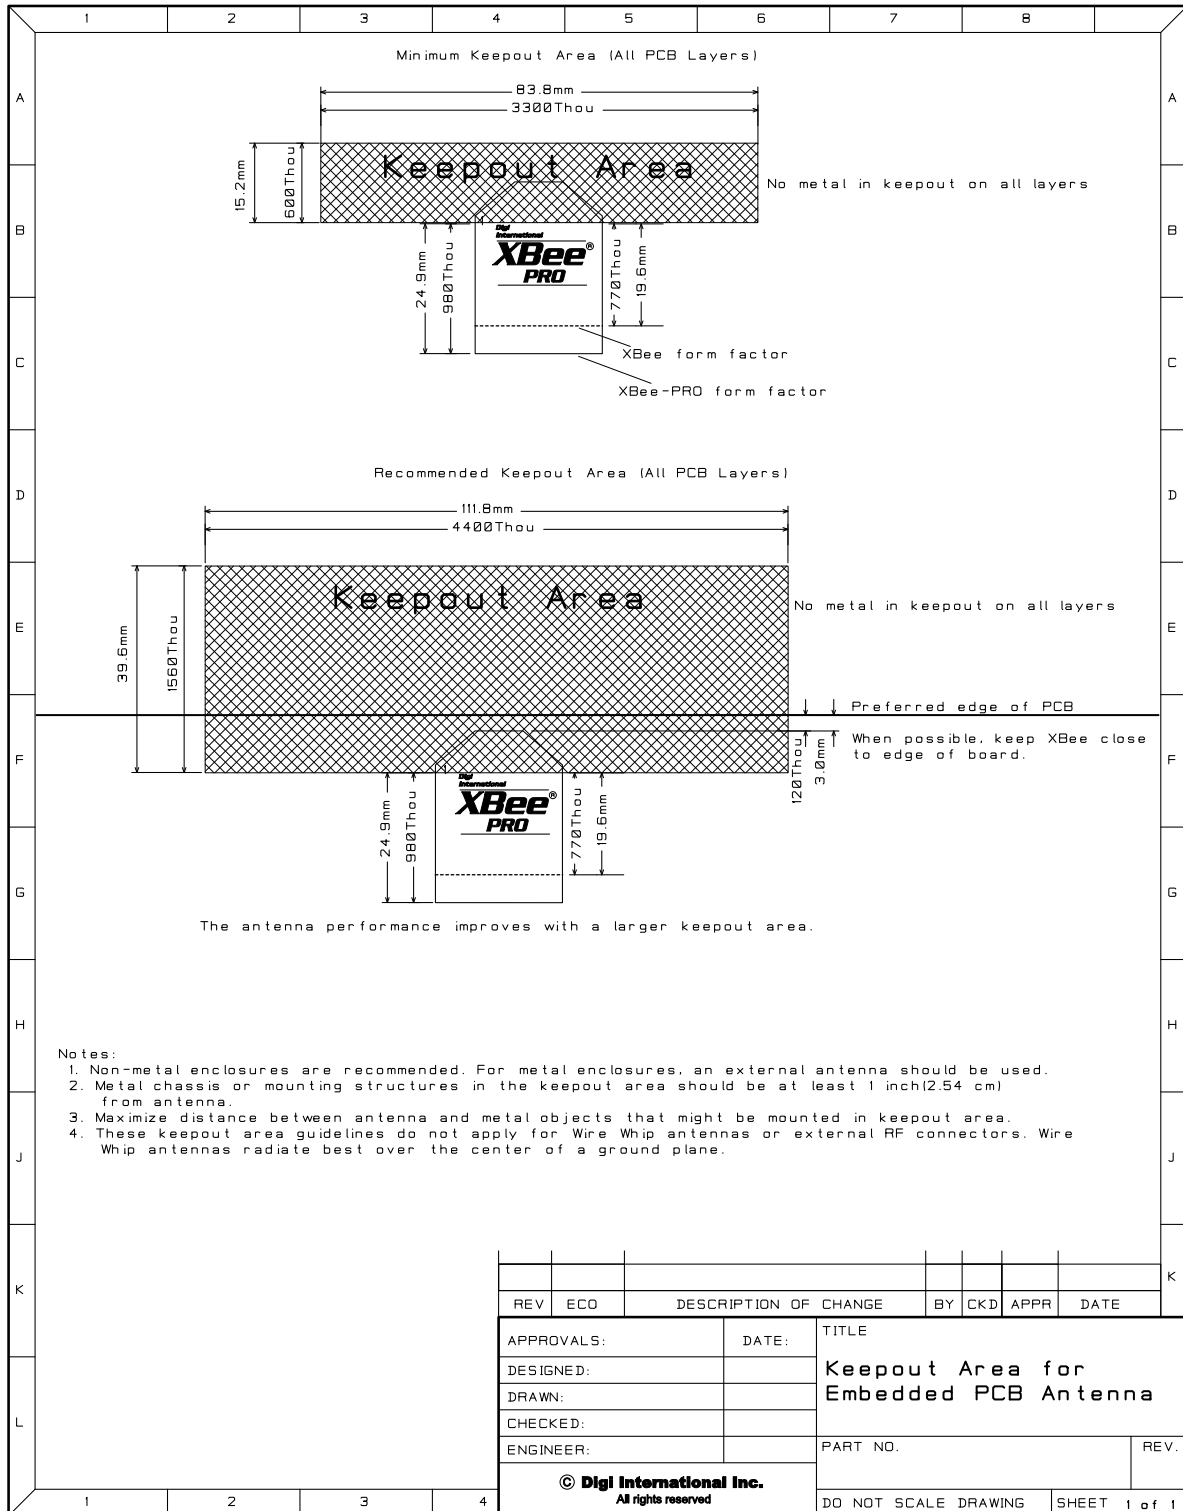 1 2 3 4 5 6 7 8
A A
B B
C C
D D
E E
F F
G G
H H
J J
K K
L
Minimum Keepout Area (All PCB Layers)
83.8mm
3300Thou
15.2mm
600Thou
Keepout Area
No metal in keepout on all layers
Digi
International
XBee®
PRO
24.9mm
980Thou
770Thou
19.6mm
XBee form factor
XBee-PRO form factor
Recommended Keepout Area (All PCB Layers)
111.8mm
4400Thou
39.6mm
1560Thou
Keepout Area
No metal in keepout on all layers
Preferred edge of PCB
When possible, keep XBee close
to edge of board.
120Thou
3.0mm
Digi
International
XBee®
PRO
24.9mm
980Thou
770Thou
19.6mm
The antenna performance improves with a larger keepout area.
Notes:
1. Non-metal enclosures are recommended. For metal enclosures, an external antenna should be used.
2. Metal chassis or mounting structures in the keepout area should be at least 1 inch(2.54 cm)
from antenna.
3. Maximize distance between antenna and metal objects that might be mounted in keepout area.
4. These keepout area guidelines do not apply for Wire Whip antennas or external RF connectors. Wire
Whip antennas radiate best over the center of a ground plane.
REV ECO DESCRIPTION OF CHANGE BY CKD APPR DATE
APPROVALS: DATE:
DESIGNED:
DRAWN:
CHECKED:
ENGINEER:
TITLE
Keepout Area for
Embedded PCB Antenna
PART NO. REV.
© Digi International Inc.
All rights reserved
DO NOT SCALE DRAWING SHEET 1 of 1
1 2 3 4